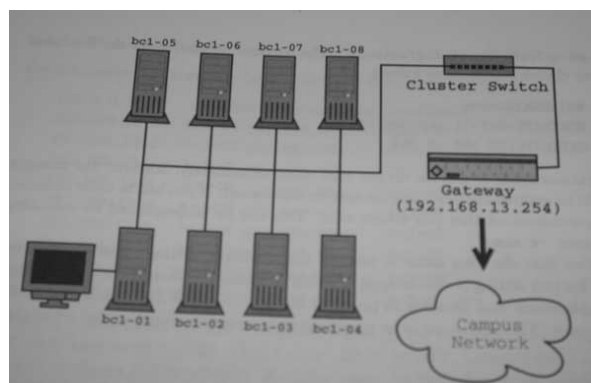 bc1-05 bc1-06 bc1-07 bc1-08
Cluster Switch
Gateway
(192.168.13.254)
bc1-01 bc1-02 bc1-03 bc1-04
Campus
Network